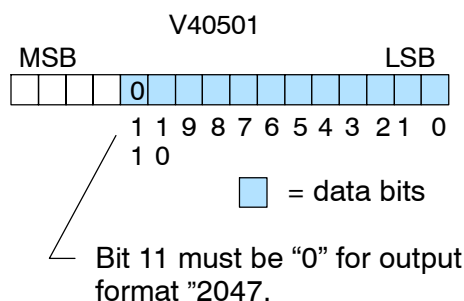 V40501
MSB LSB
0
1 1 9 8 7 6 5 4 3 2 1 0
1 0
= data bits
Bit 11 must be “0” for output
format ”2047.